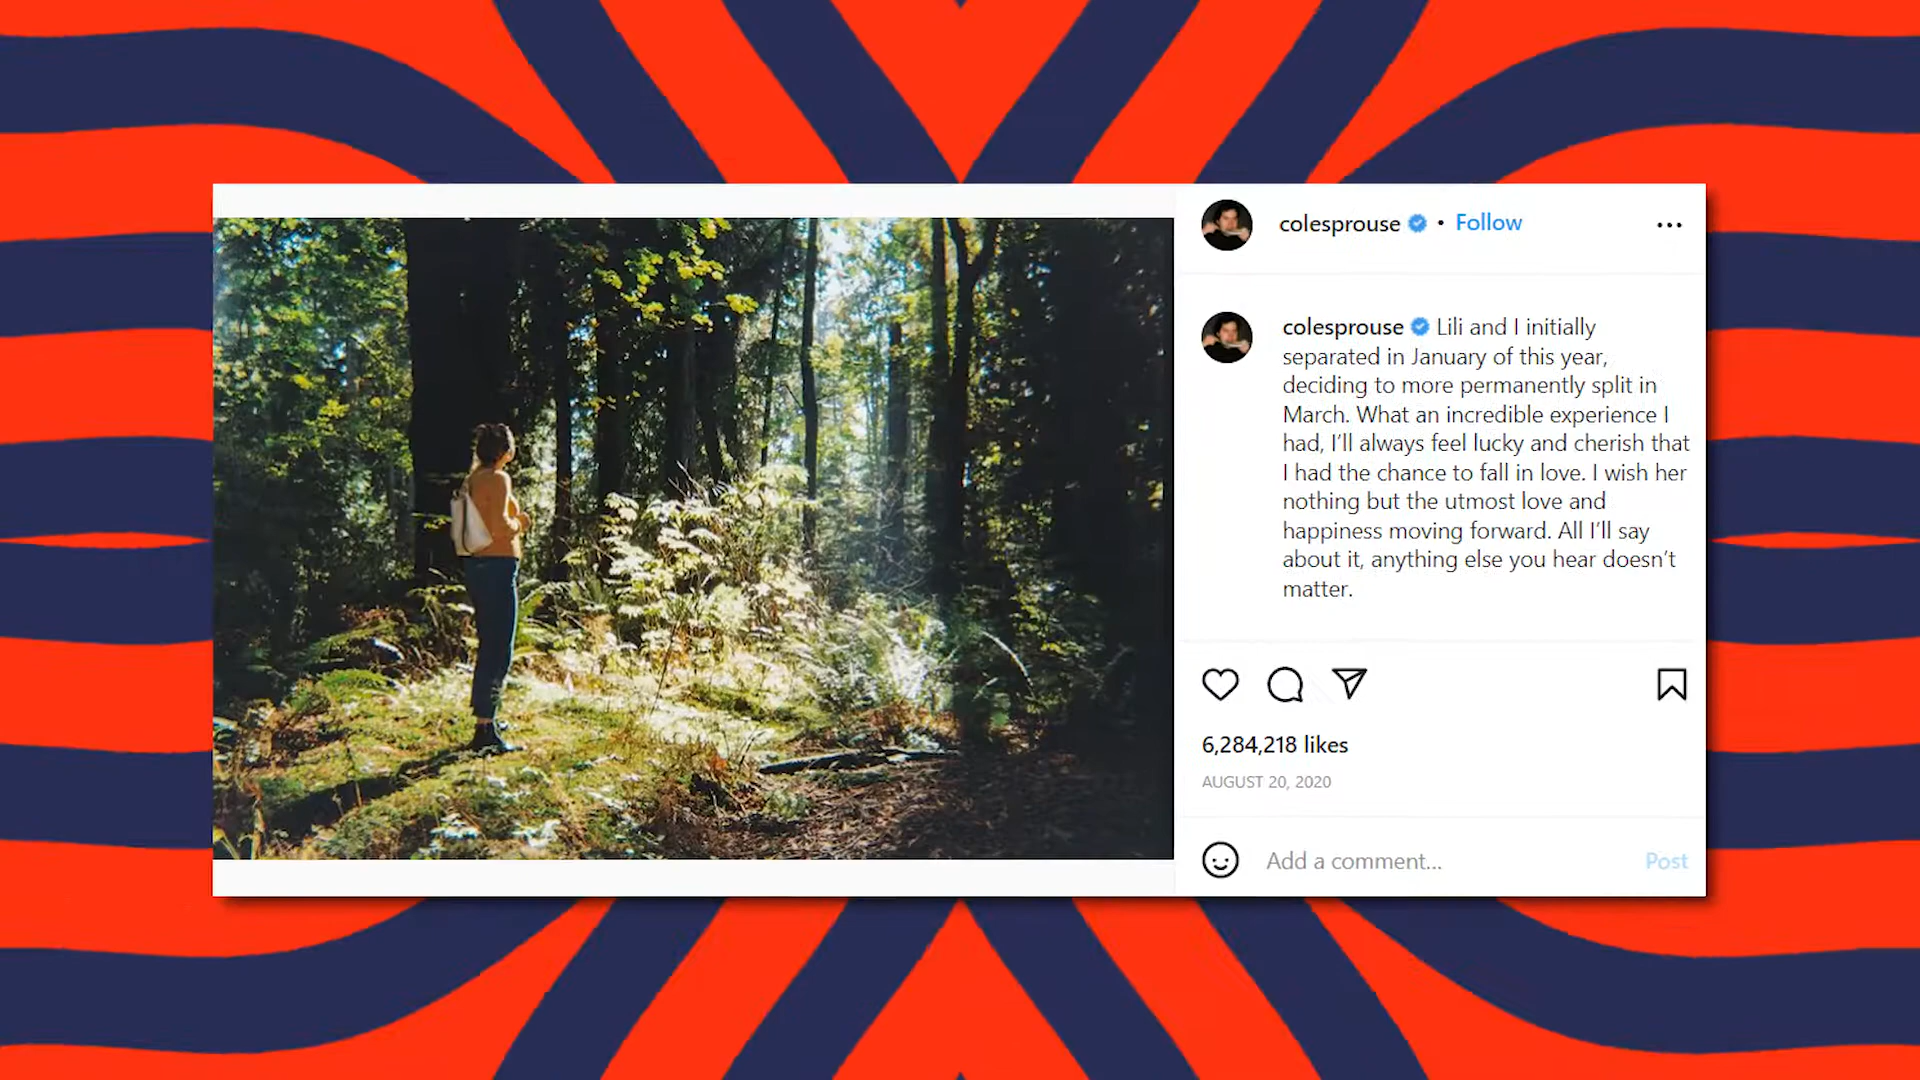 colesprouse • Follow
colesprouse Lili and I initially
separated in January of this year,
deciding to more permanently split in
March. What an incredible experience I
had, I’ll always feel lucky and cherish that
I had the chance to fall in love. I wish her
nothing but the utmost love and
happiness moving forward. All I’ll say
about it, anything else you hear doesn’t
matter.
6,284,218 likes
AUGUST 20, 2020
Add a comment... Post